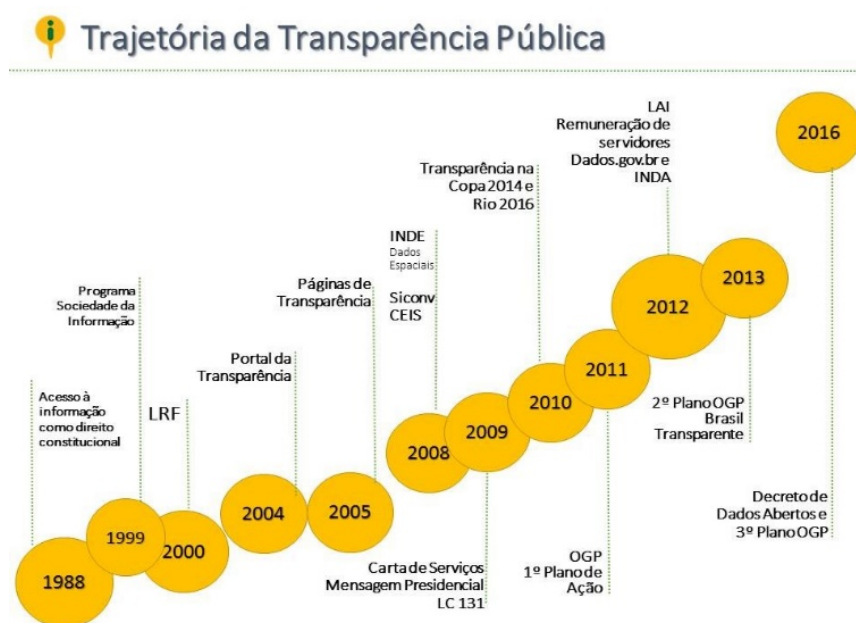 Trajetória da Transparência Pública
Acesso à
informação
como direito
constitucional
1988
Programa
Sociedade da
Informação
1999
LRF
2000
Portal da
Transparência
2004
Páginas de
Transparência
2005
INDE
Dados
Espaciais
Siconv
CEIS
2008
2009
Carta de Serviços
Mensagem Presidencial
LC 131
Transparência na
Copa 2014 e
Rio 2016
2010
2011
OGP
1º Plano de
Ação
LAI
Remuneração de
servidores
Dados.gov.br e
INDA
2012
2013
2º Plano OGP
Brasil
Transparente
2016
Decreto de
Dados Abertos e
3º Plano OGP